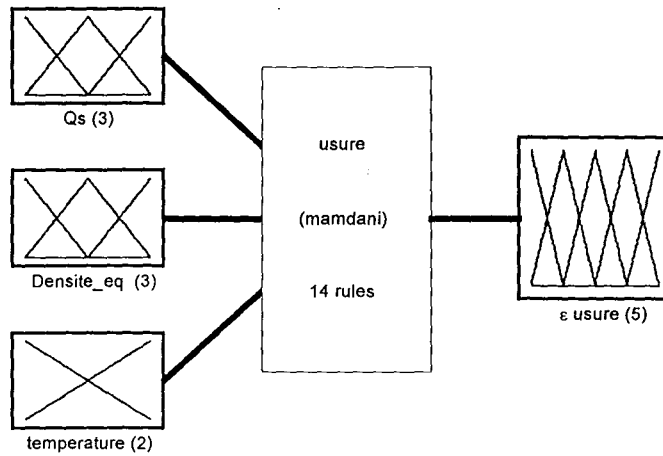 Qs (3)
usure
Densite_eq (3)
(mamdani)
14 rules
ε usure (5)
temperature (2)